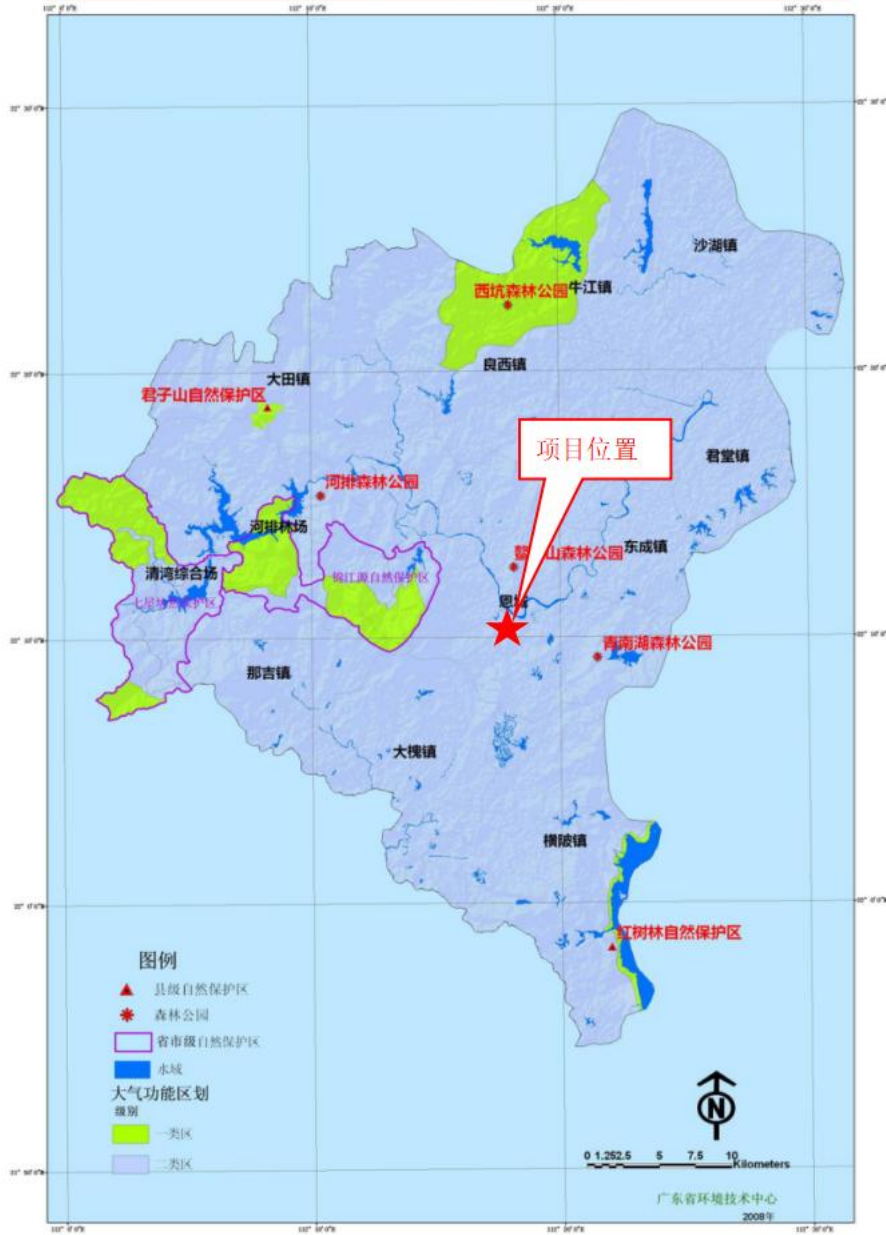 沙湖镇
西坑森林公园
牛江镇
良西镇
大田镇
君子山自然保护区
项目位置
君堂镇
河排森林公园
河排林场
东成镇
山森林公园
清湾综合场
锦江源自然保护区
恩城
青南湖森林公园
那吉镇
大槐镇
横陂镇
红树林自然保护区
图例
县级自然保护区
森林公园
省市级自然保护区
水域
大气功能区划
级别
一类区
二类区
N
0 1.252.5 5 7.5 10
Kilometers
广东省环境技术中心
2008年